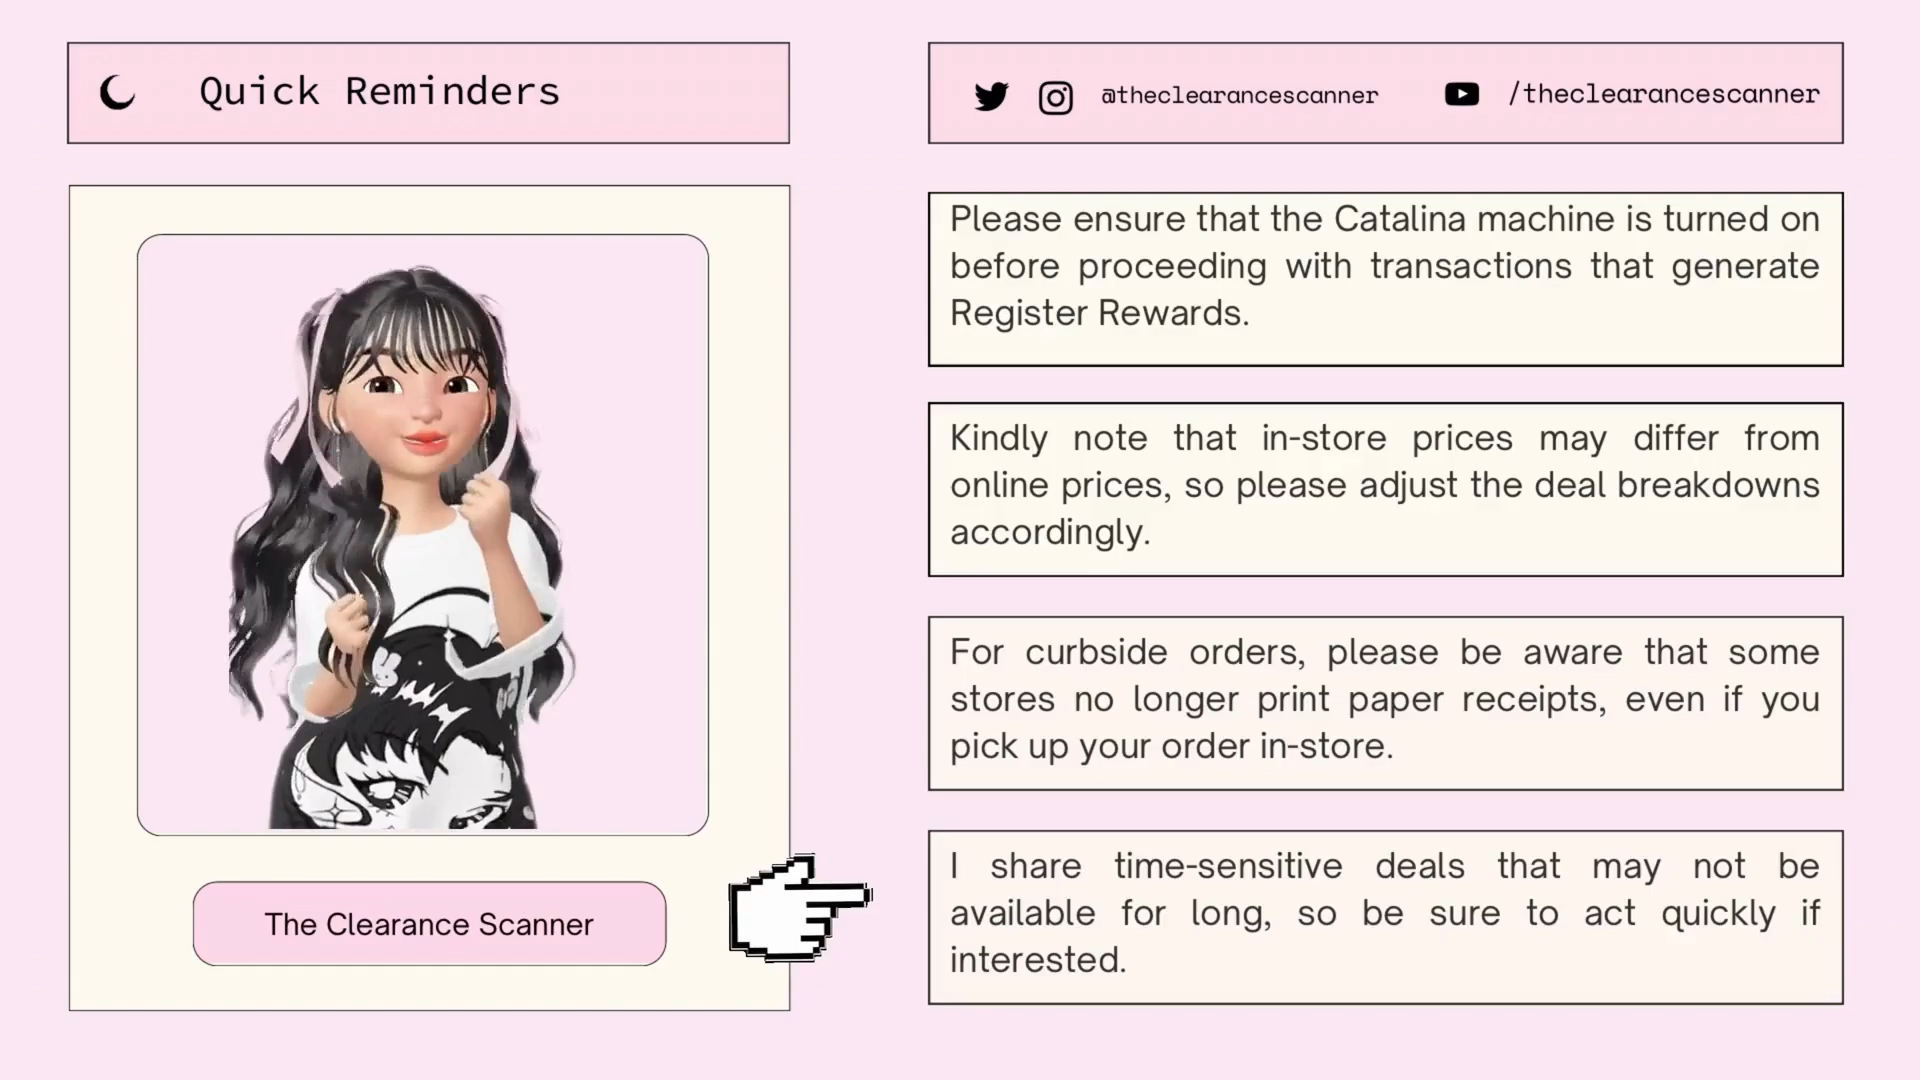 Quick Reminders
@theclearancescanner
/theclearancescanner
Please ensure that the Catalina machine is turned on
before proceeding with transactions that generate
Register Rewards.
Kindly note that in-store prices may differ from
online prices, so please adjust the deal breakdowns
accordingly.
For curbside orders, please be aware that some
stores no longer print paper receipts, even if you
pick up your order in-store.
I share time-sensitive deals that may not be
available for long, so be sure to act quickly if
interested.
The Clearance Scanner